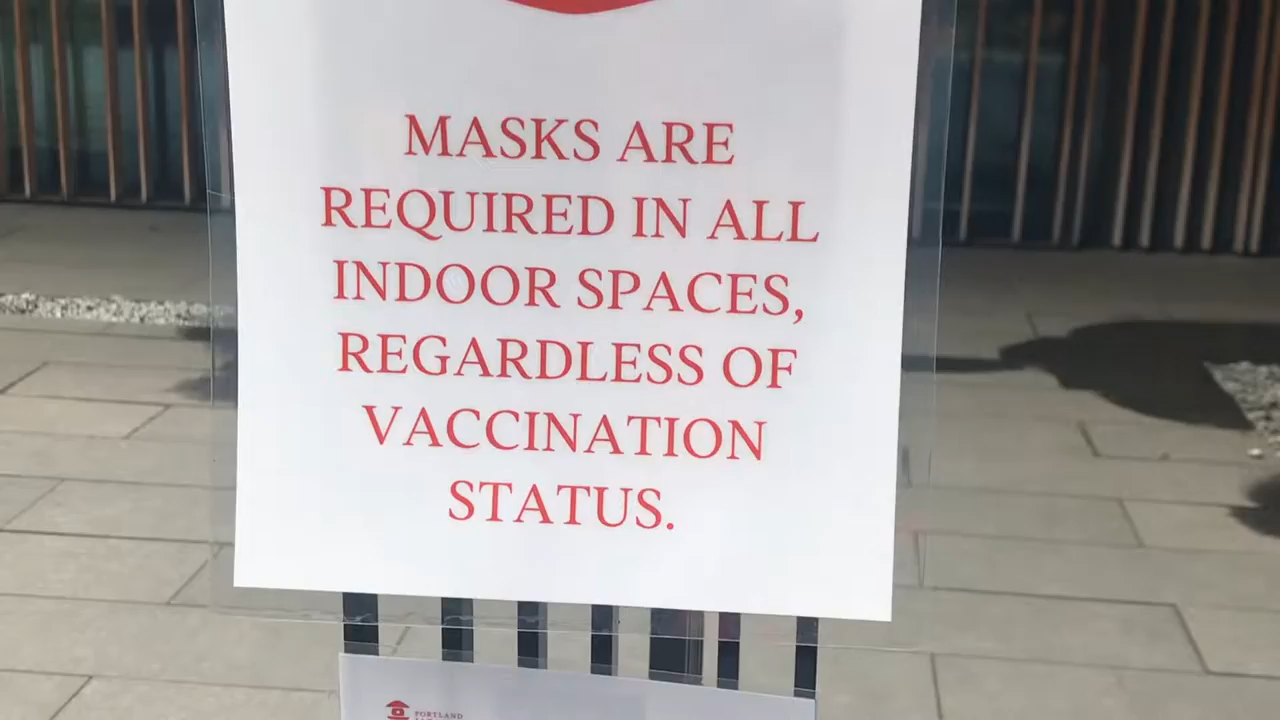 MASKS ARE
REQUIRED IN ALL
INDOOR SPACES,
REGARDLESS OF
VACCINATION
STATUS.
PORTLAND